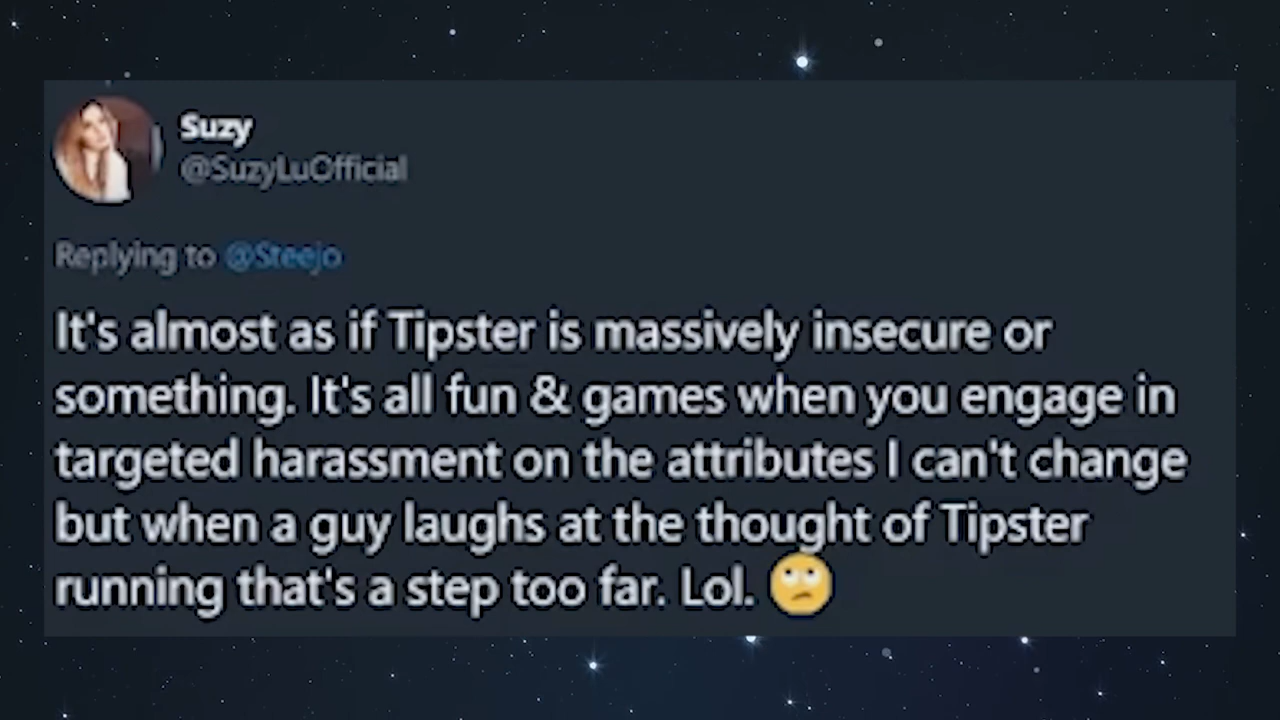 Suzy
@SuzyLuOfficial
Replying to @Steejo
It's almost as if Tipster is massively insecure or
something. It's all fun & games when you engage in
targeted harassment on the attributes I can't change
but when a guy laughs at the thought of Tipster
running that's a step too far. Lol. 🙄